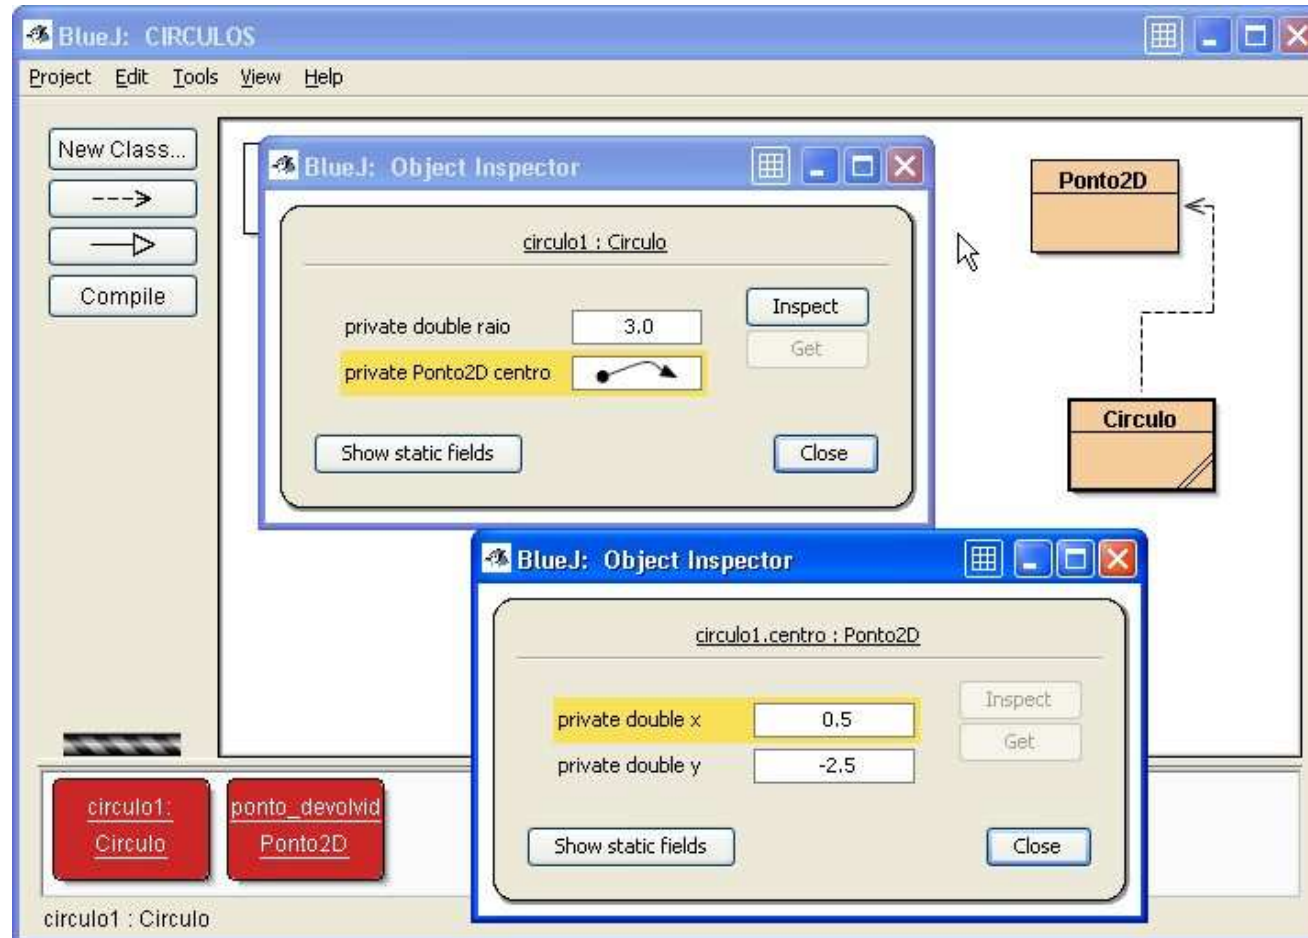 BlueJ: CIRCULOS
Project Edit Tools View Help
New Class...
Compile
BlueJ: Object Inspector
circulo1 : Circulo
private double raio 3.0
private Ponto2D centro
Inspect
Get
Show static fields
Close
Ponto2D
Circulo
BlueJ: Object Inspector
circulo1.centro : Ponto2D
private double x 0.5
private double y -2.5
Inspect
Get
Show static fields
Close
circulo1:
Circulo
ponto_devolvid
Ponto2D
circulo1 : Circulo